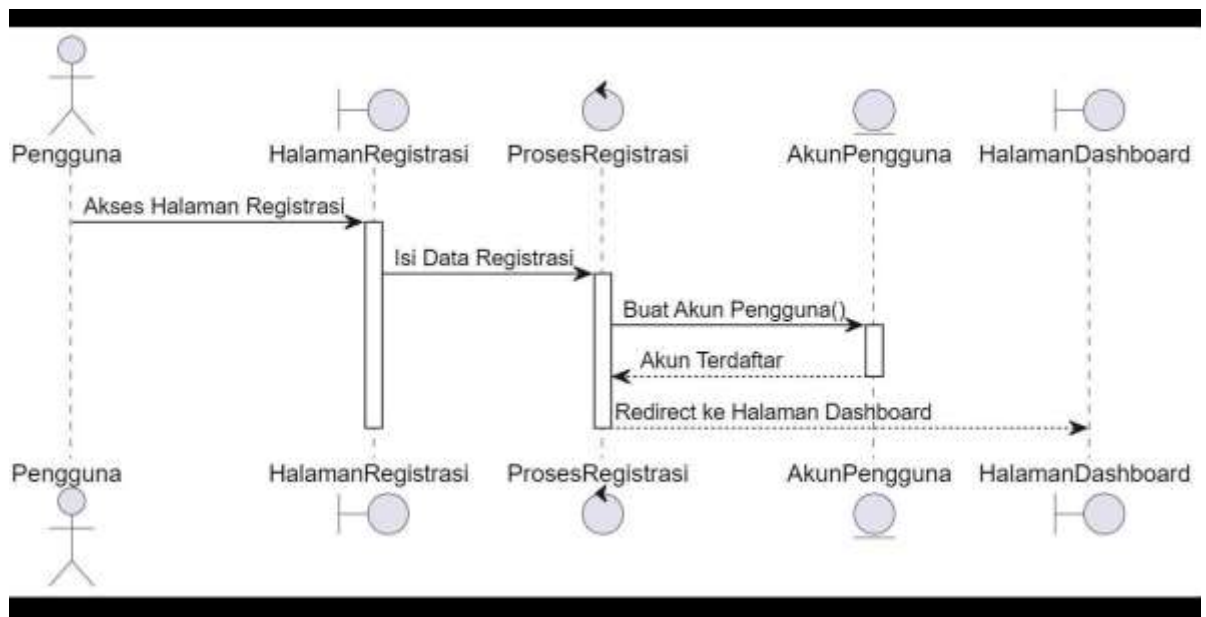 Pengguna
HalamanRegistrasi
ProsesRegistrasi
AkunPengguna
HalamanDashboard
Akses Halaman Registrasi
Isi Data Registrasi
Buat Akun Pengguna()
Akun Terdaftar
Redirect ke Halaman Dashboard
Pengguna
HalamanRegistrasi
ProsesRegistrasi
AkunPengguna
HalamanDashboard